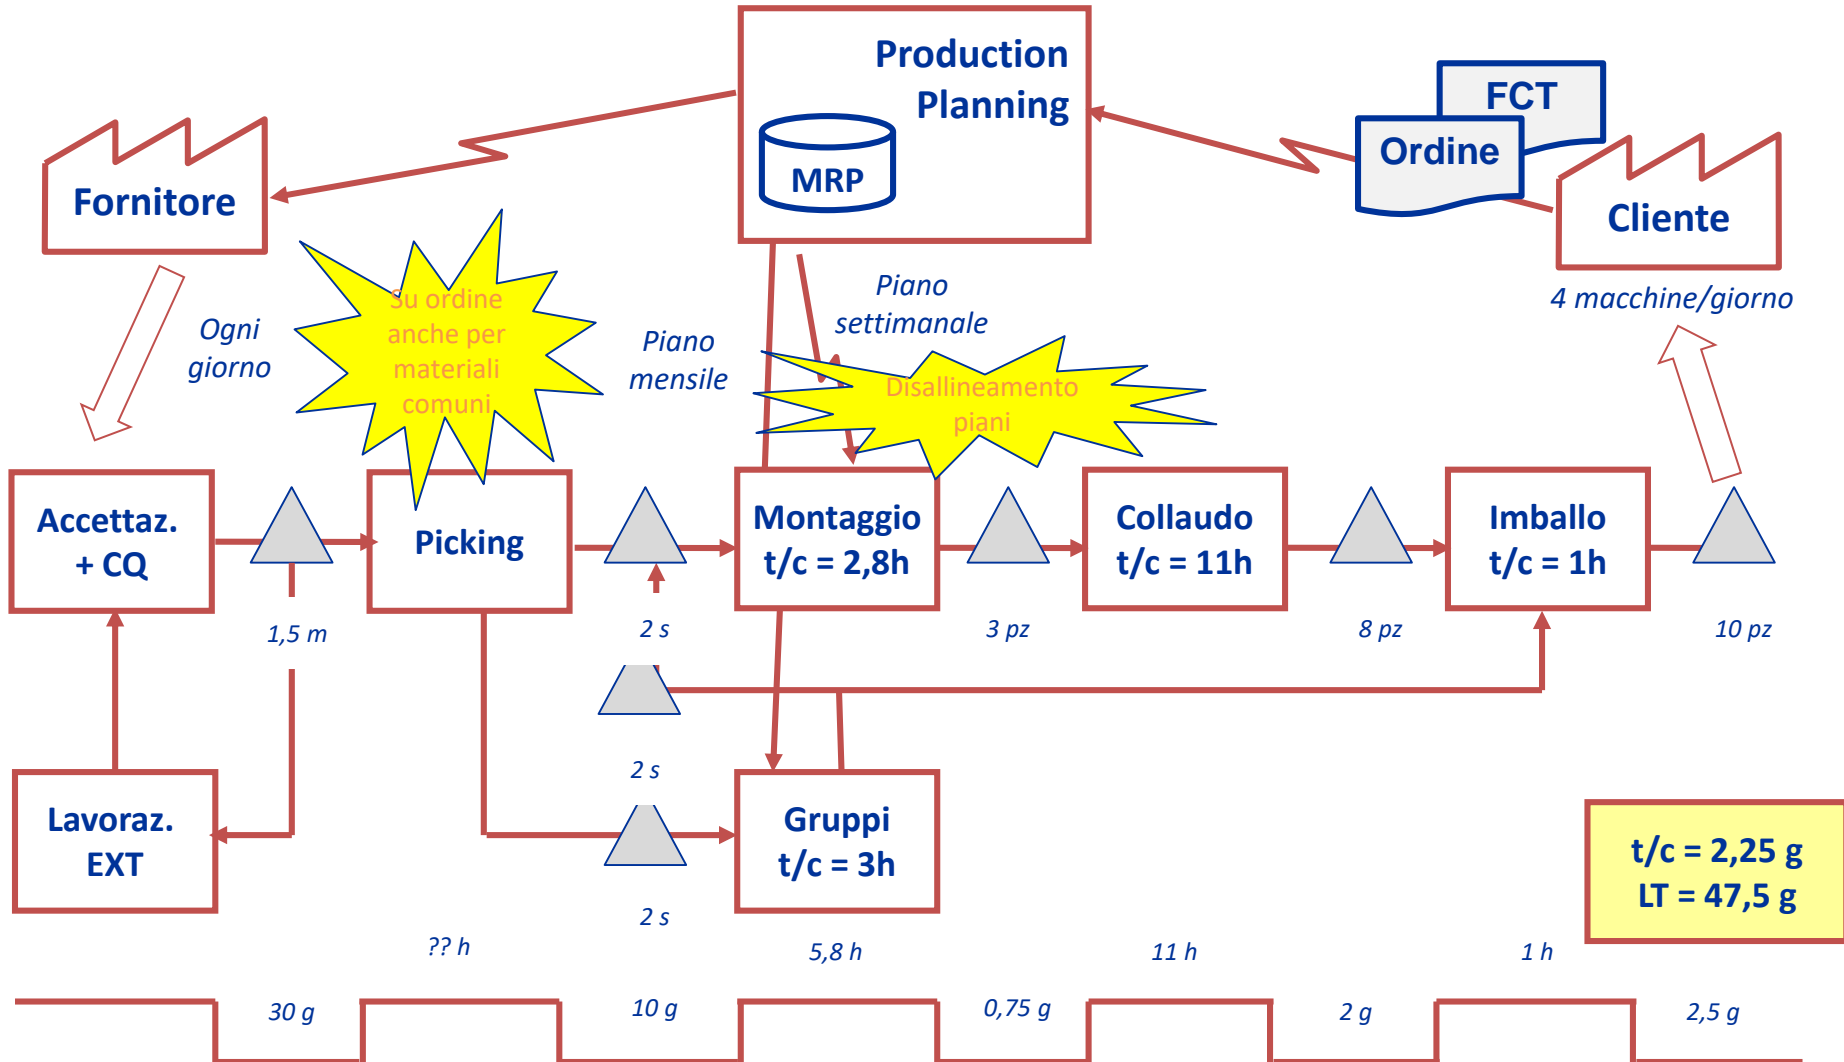 Production
Planning
MRP
FCT
Ordine
Fornitore
Cliente
Ogni
giorno
Su ordine
anche per
materiali
comuni
Piano
mensile
Piano
settimanale
Disallineamento
piani
4 macchine/giorno
Accettaz.
+ CQ
Picking
Montaggio
t/c = 2,8h
Collaudo
t/c = 11h
Imballo
t/c = 1h
1,5 m
2 s
3 pz
8 pz
10 pz
2 s
Lavoraz.
EXT
Gruppi
t/c = 3h
2 s
t/c = 2,25 g
LT = 47,5 g
?? h
5,8 h
11 h
1 h
30 g
10 g
0,75 g
2 g
2,5 g